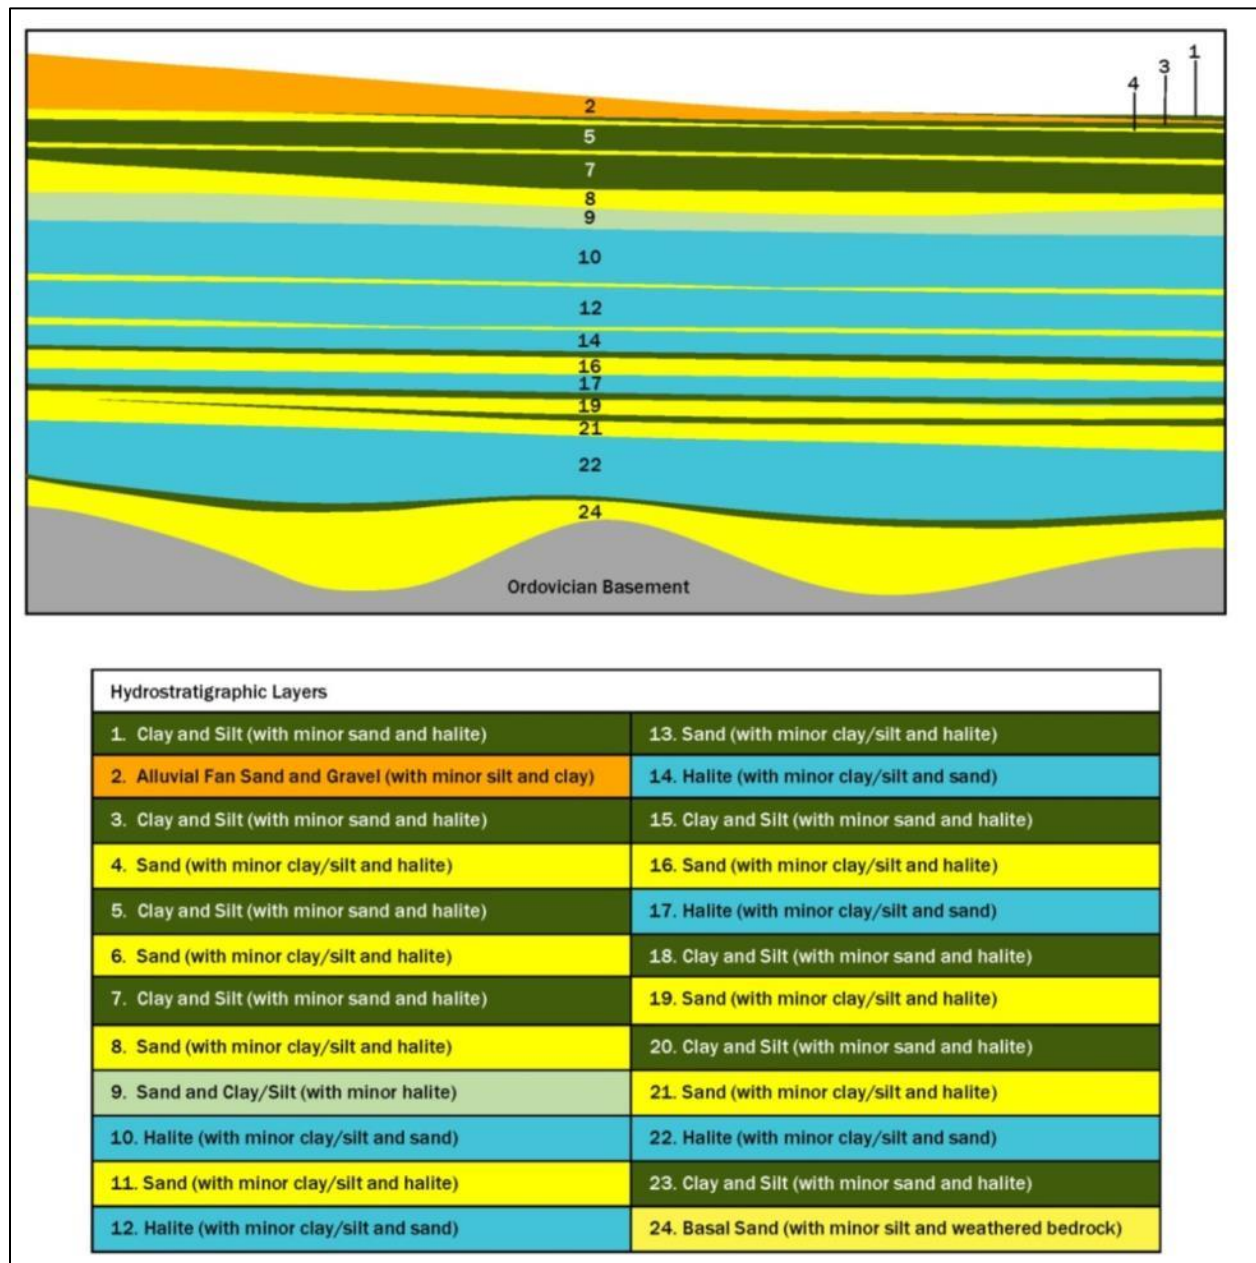 1
3
4
2
5
7
8
9
10
12
14
16
17
19
21
22
24
Ordovician Basement
Hydrostratigraphic Layers
1. Clay and Silt (with minor sand and halite)
2. Alluvial Fan Sand and Gravel (with minor silt and clay)
3. Clay and Silt (with minor sand and halite)
4. Sand (with minor clay/silt and halite)
5. Clay and Silt (with minor sand and halite)
6. Sand (with minor clay/silt and halite)
7. Clay and Silt (with minor sand and halite)
8. Sand (with minor clay/silt and halite)
9. Sand and Clay/Silt (with minor halite)
10. Halite (with minor clay/silt and sand)
11. Sand (with minor clay/silt and halite)
12. Halite (with minor clay/silt and sand)
13. Sand (with minor clay/silt and halite)
14. Halite (with minor clay/silt and sand)
15. Clay and Silt (with minor sand and halite)
16. Sand (with minor clay/silt and halite)
17. Halite (with minor clay/silt and sand)
18. Clay and Silt (with minor sand and halite)
19. Sand (with minor clay/silt and halite)
20. Clay and Silt (with minor sand and halite)
21. Sand (with minor clay/silt and halite)
22. Halite (with minor clay/silt and sand)
23. Clay and Silt (with minor sand and halite)
24. Basal Sand (with minor silt and weathered bedrock)